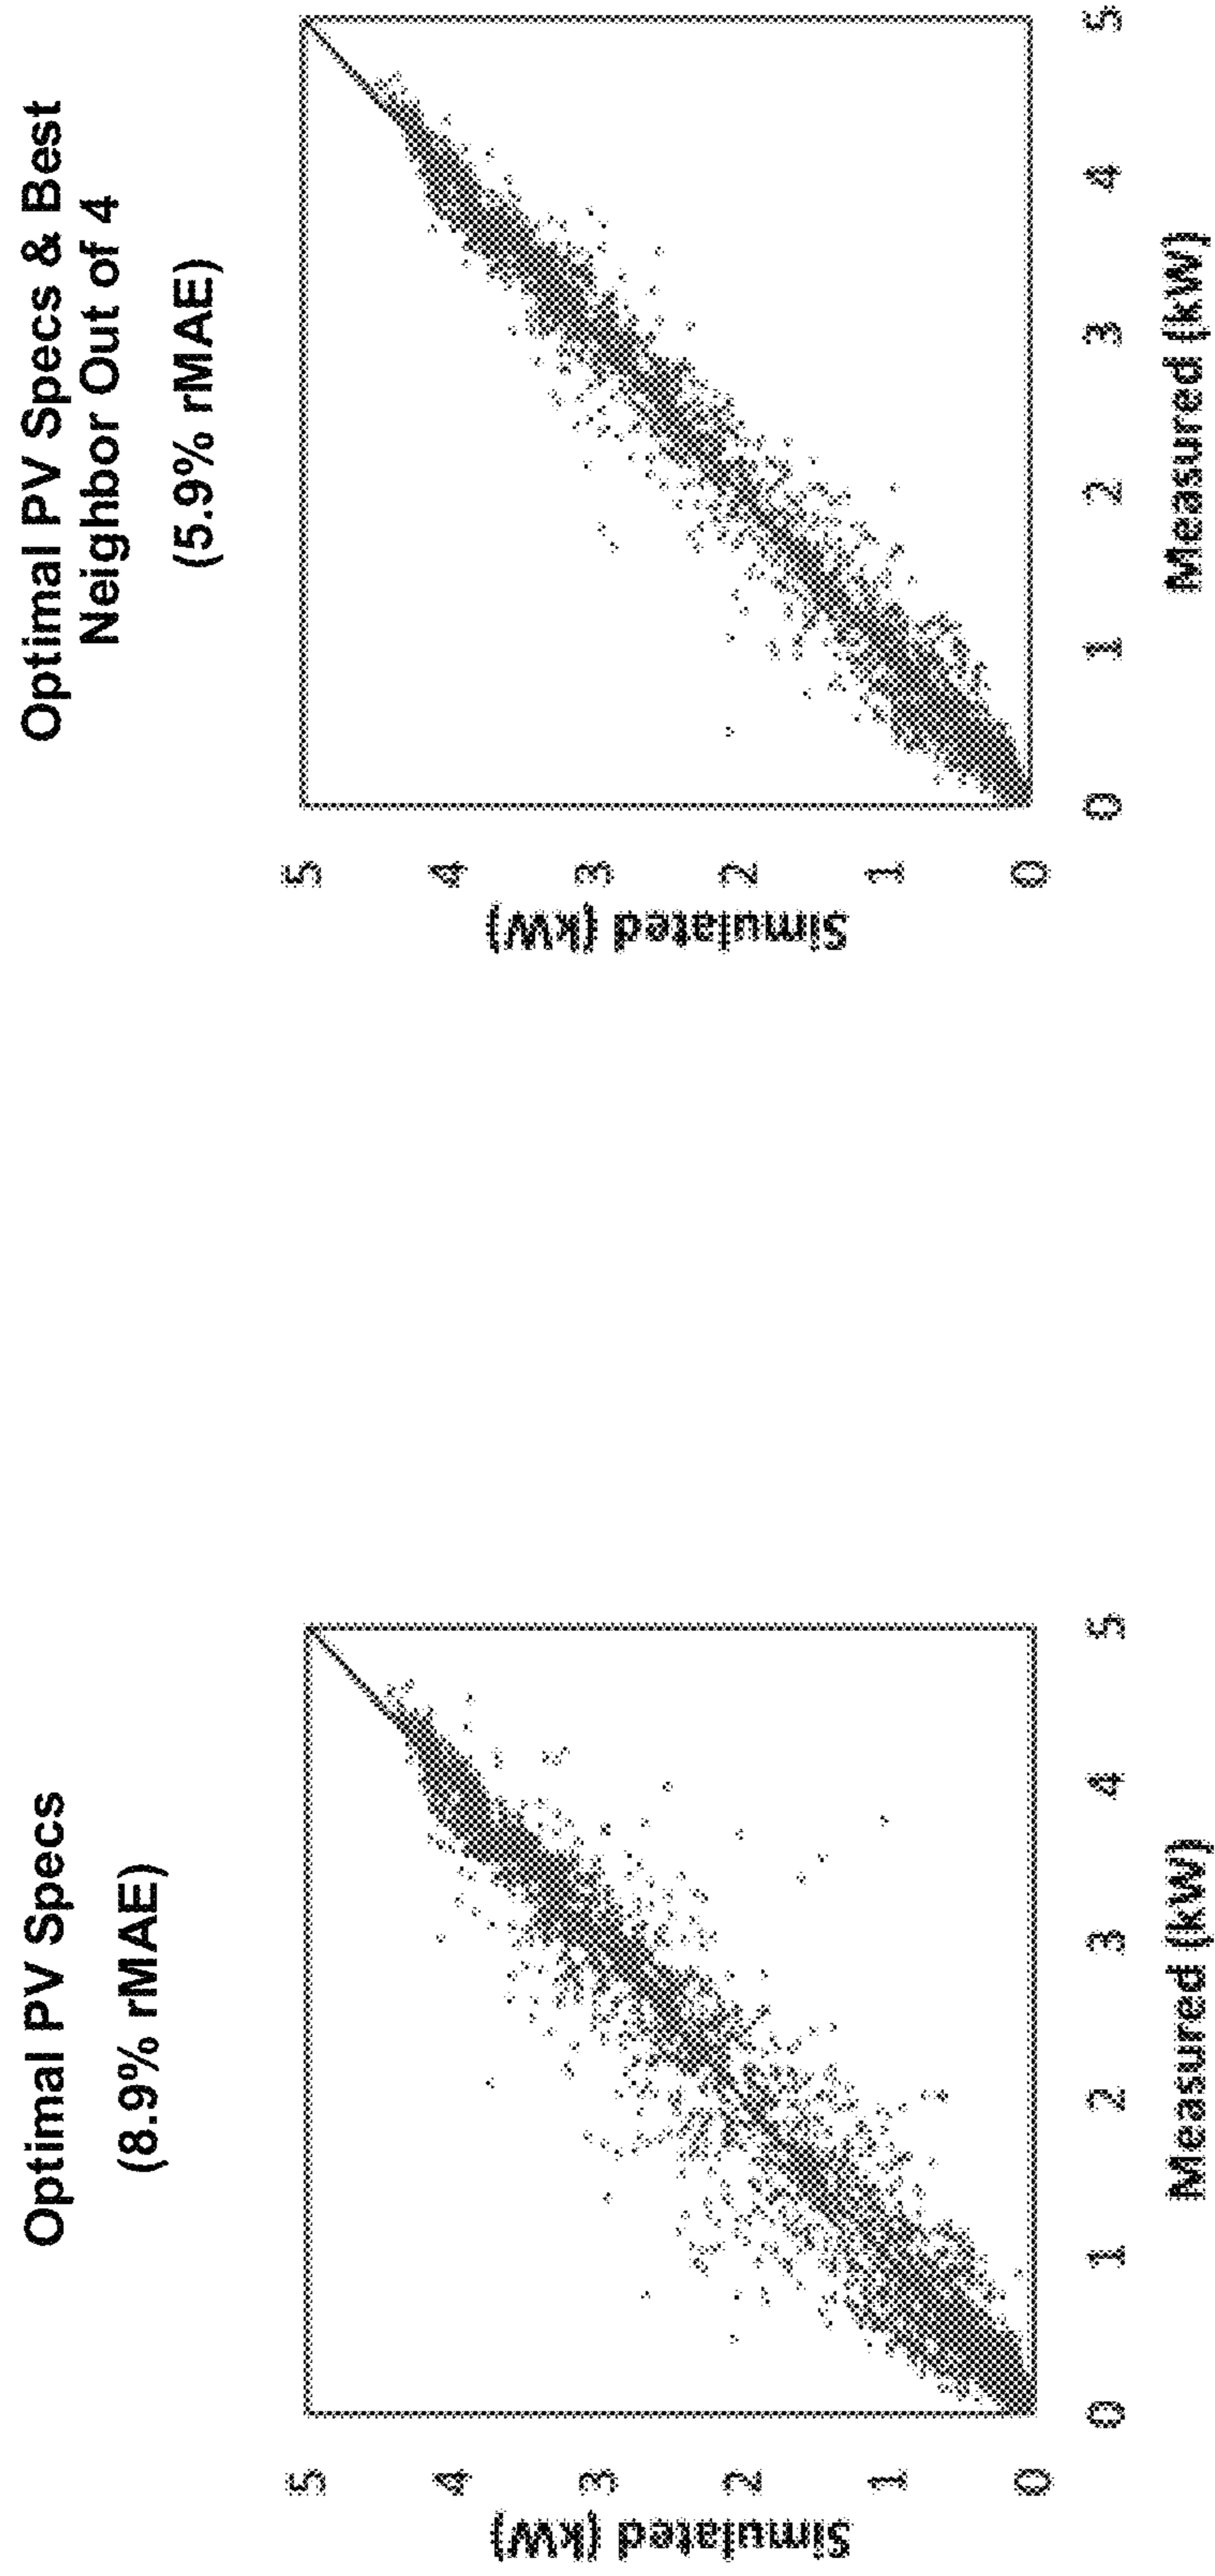 Optimal PV Specs
(8.9% rMAE)
5
4
3
2
1
0
Simulated (kW)
0 1 2 3 4 5
Measured (kW)
Optimal PV Specs & Best
Neighbor Out of 4
(5.9% rMAE)
5
4
3
2
1
0
Simulated (kW)
0 1 2 3 4 5
Measured (kW)